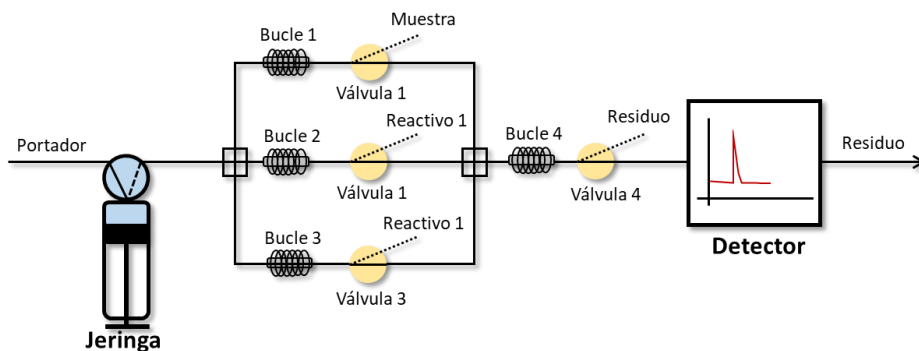 Muestra
Bucle 1
Válvula 1
Portador
Bucle 2
Reactivo 1
Válvula 1
Bucle 4
Residuo
Válvula 4
Residuo
Bucle 3
Reactivo 1
Válvula 3
Detector
Jeringa